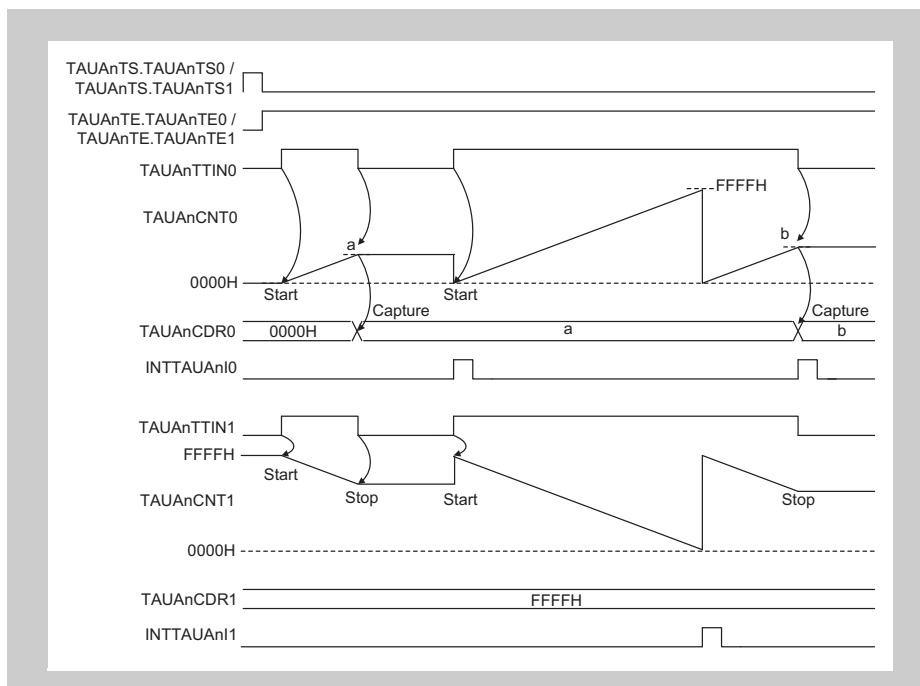 TAUAnTS.TAUAnTS0 /
TAUAnTS.TAUAnTS1
TAUAnTE.TAUAnTE0 /
TAUAnTE.TAUAnTE1
TAUAnTTIN0
FFFFH
TAUAnCNT0
a
b
0000H
Start
Start
Capture
Capture
TAUAnCDR0
0000H
a
b
INTTAUAnI0
TAUAnTTIN1
FFFFH
Start
TAUAnCNT1
Stop
Start
Stop
0000H
TAUAnCDR1
FFFFH
INTTAUAnI1